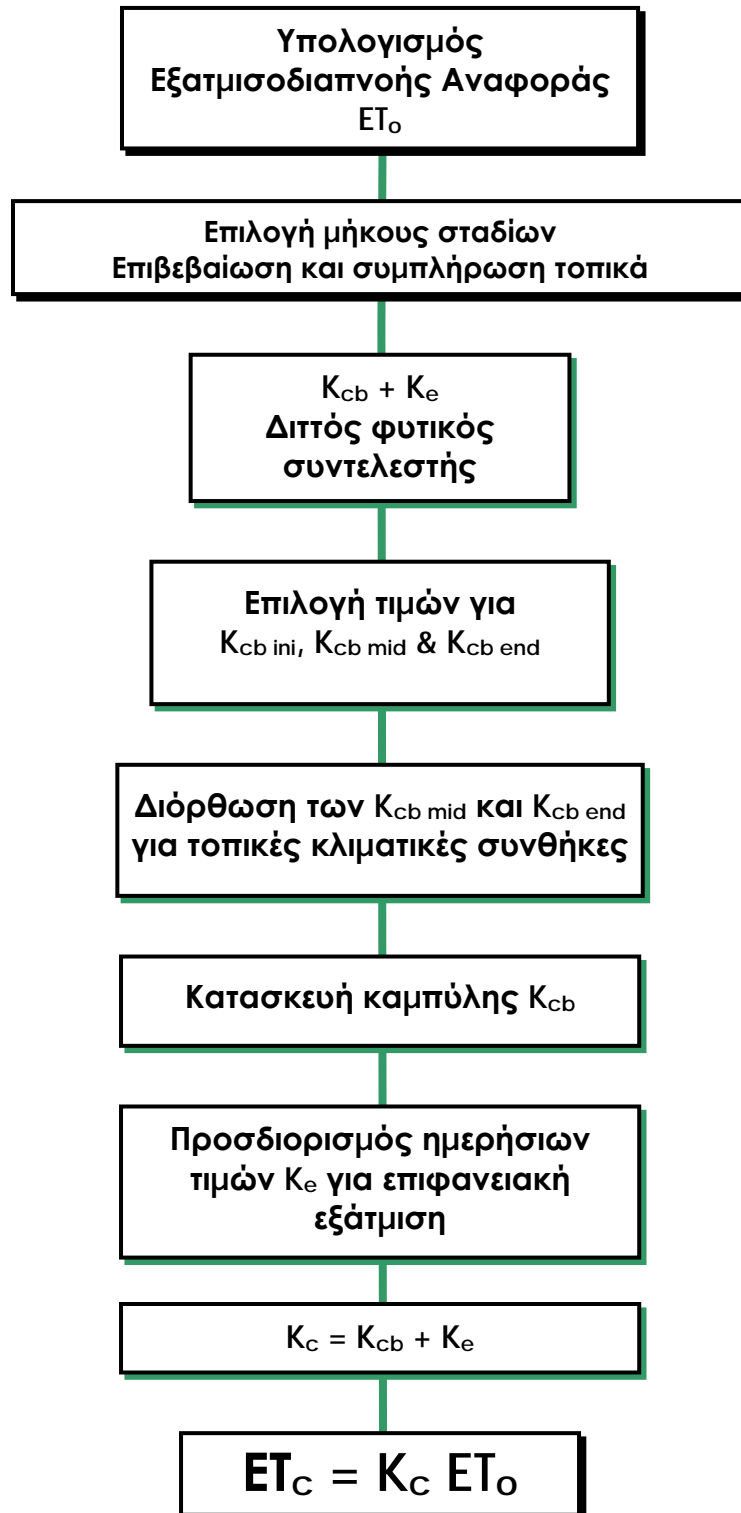 Υπολογισμός
Εξατμισοδιαπνοής Αναφοράς
ETo
Επιλογή μήκους σταδίων
Επιβεβαίωση και συμπλήρωση τοπικά
Kcb + Ke
Διττός φυτικός
συντελεστής
Επιλογή τιμών για
Kcb ini, Kcb mid & Kcb end
Διόρθωση των Kcb mid και Kcb end
για τοπικές κλιματικές συνθήκες
Κατασκευή καμπύλης Kcb
Προσδιορισμός ημερήσιων
τιμών Ke για επιφανειακή
εξάτμιση
Kc = Kcb + Ke
ETc = Kc ETo